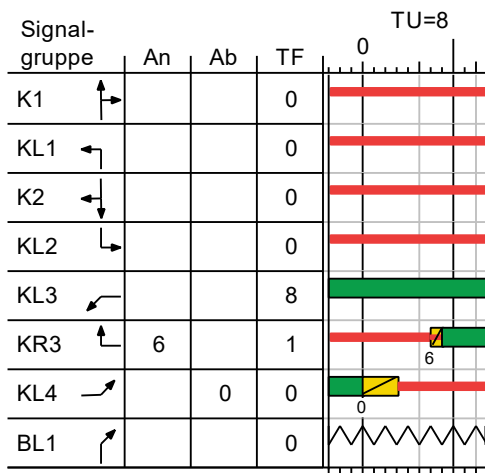 TU=8
Signal-
gruppe An Ab TF 0
K1 0
KL1 0
K2 0
KL2 0
KL3 8
KR3 6 1 6
KL4 0 0 0
BL1 0